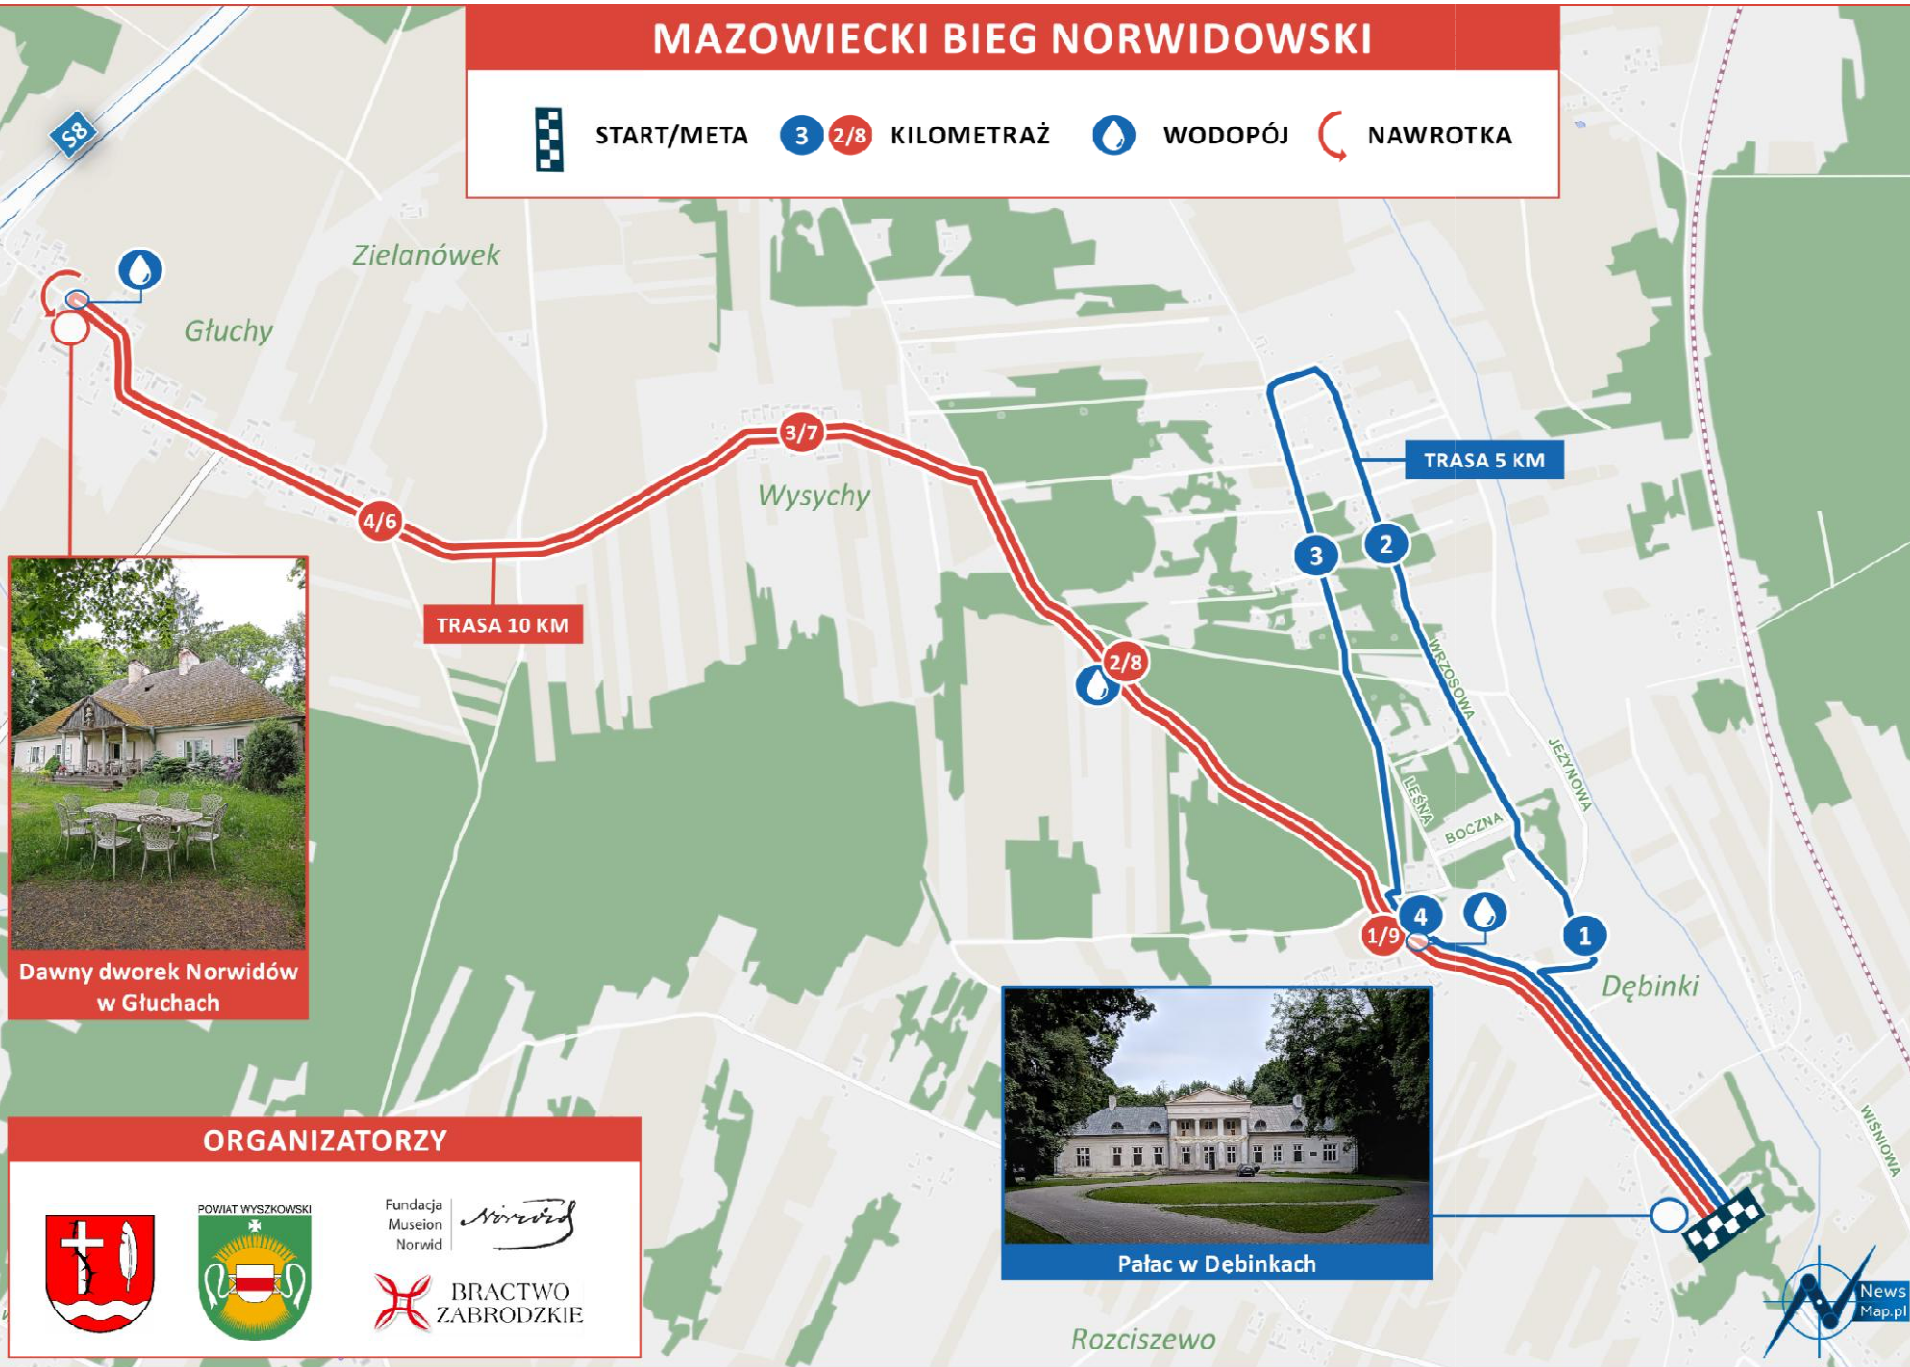 MAZOWIECKI BIEG NORWIDOWSKI
START/META
3
2/8
KILOMETRAŻ
WODOPÓJ
NAWROTKA
S8
Zielanówek
Głuchy
3/7
Wysychy
TRASA 5 KM
4/6
3
2
TRASA 10 KM
2/8
WRZOSOWA
JEŻYNOWA
LEŚNA
BOCZNA
4
1/9
1
Dębinki
Dawny dworek Norwidów
w Głuchach
WIŚNIOWA
ORGANIZATORZY
POWIAT WYSZKOWSKI
Fundacja
Museion
Norwid
Norwid
BRACTWO
ZABRODZKIE
Pałac w Dębinkach
Rozciszewo
News
Map.pl